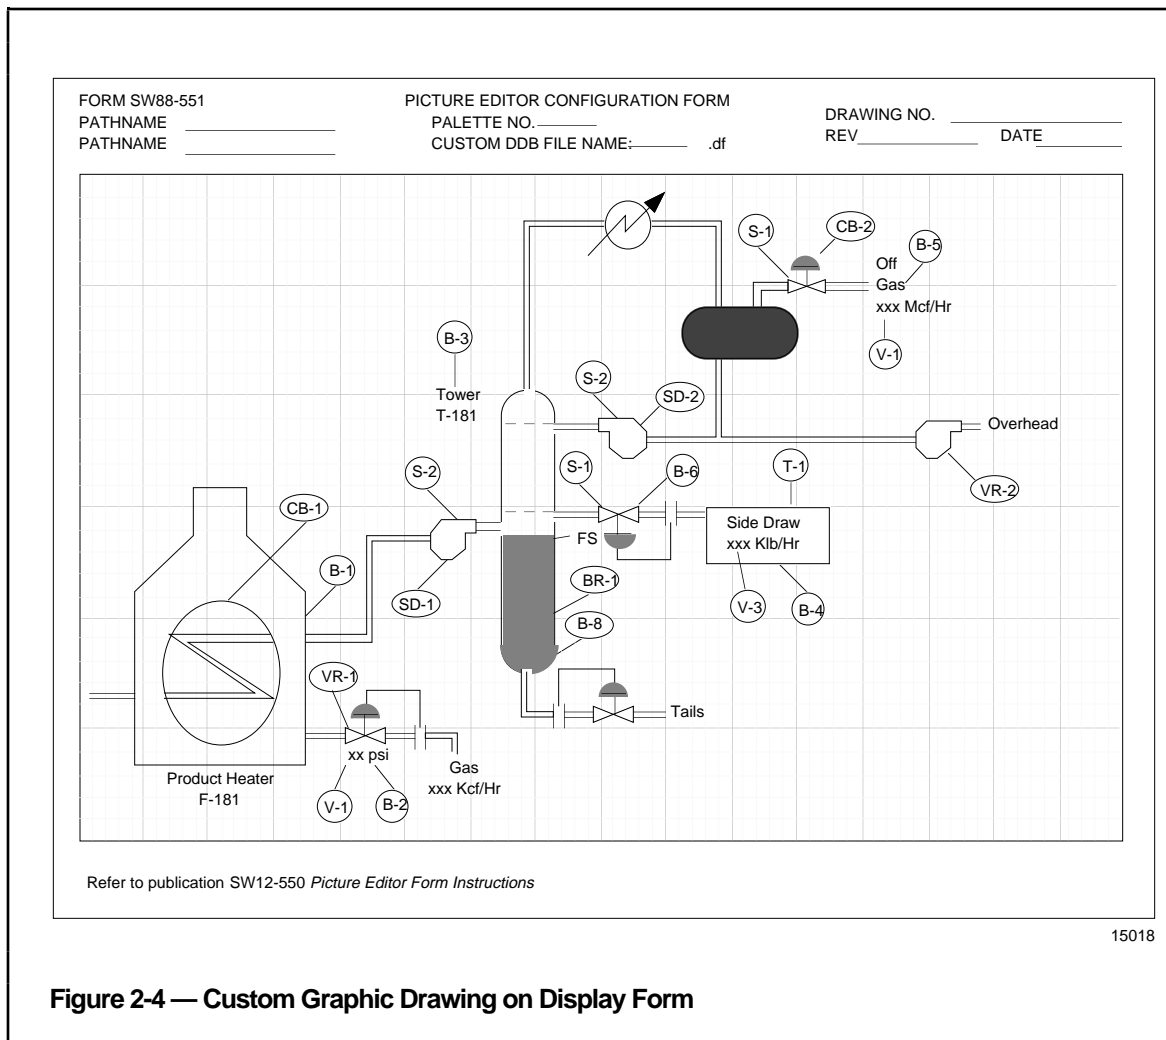 FORM SW88-551
PICTURE EDITOR CONFIGURATION FORM
DRAWING NO.
PATHNAME
PALETTE NO.
REV
DATE
PATHNAME
CUSTOM DDB FILE NAME: .df
S-1
CB-2
B-5
Off
Gas
xxx Mcf/Hr
V-1
B-3
Tower
T-181
S-2
SD-2
Overhead
VR-2
S-2
S-1
B-6
T-1
CB-1
Side Draw
xxx Klb/Hr
FS
B-1
SD-1
BR-1
V-3
B-4
B-8
VR-1
Tails
xx psi
Gas
xxx Kcf/Hr
Product Heater
F-181
V-1
B-2
Refer to publication SW12-550 Picture Editor Form Instructions
15018
Figure 2-4 — Custom Graphic Drawing on Display Form